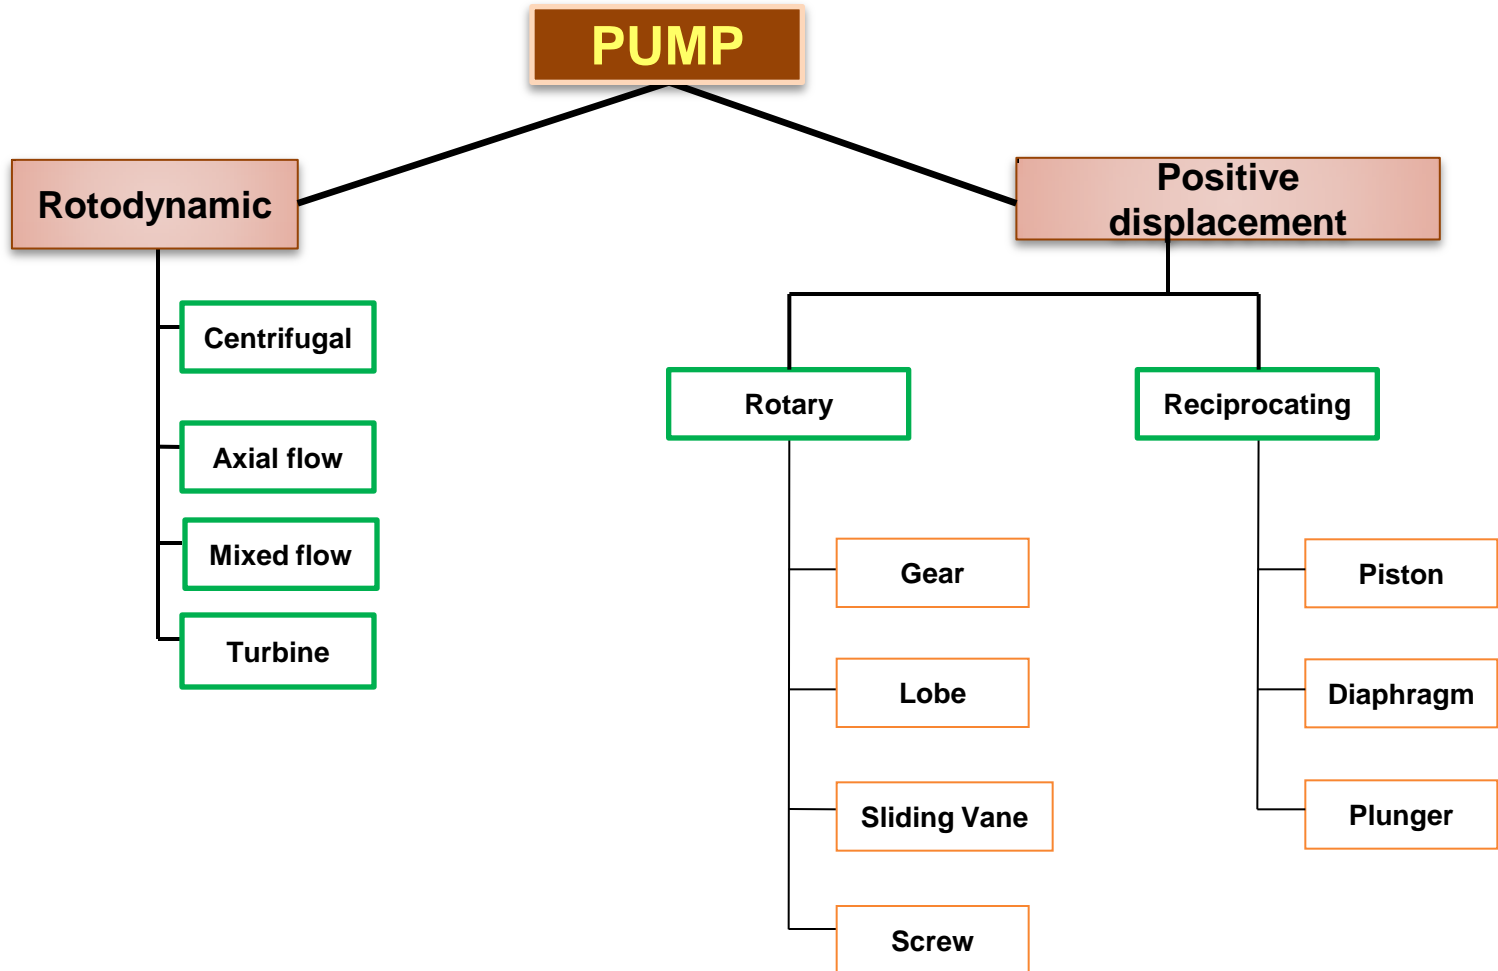 PUMP
Rotodynamic
Positive
displacement
Centrifugal
Axial flow
Mixed flow
Turbine
Rotary
Reciprocating
Gear
Lobe
Sliding Vane
Screw
Piston
Diaphragm
Plunger